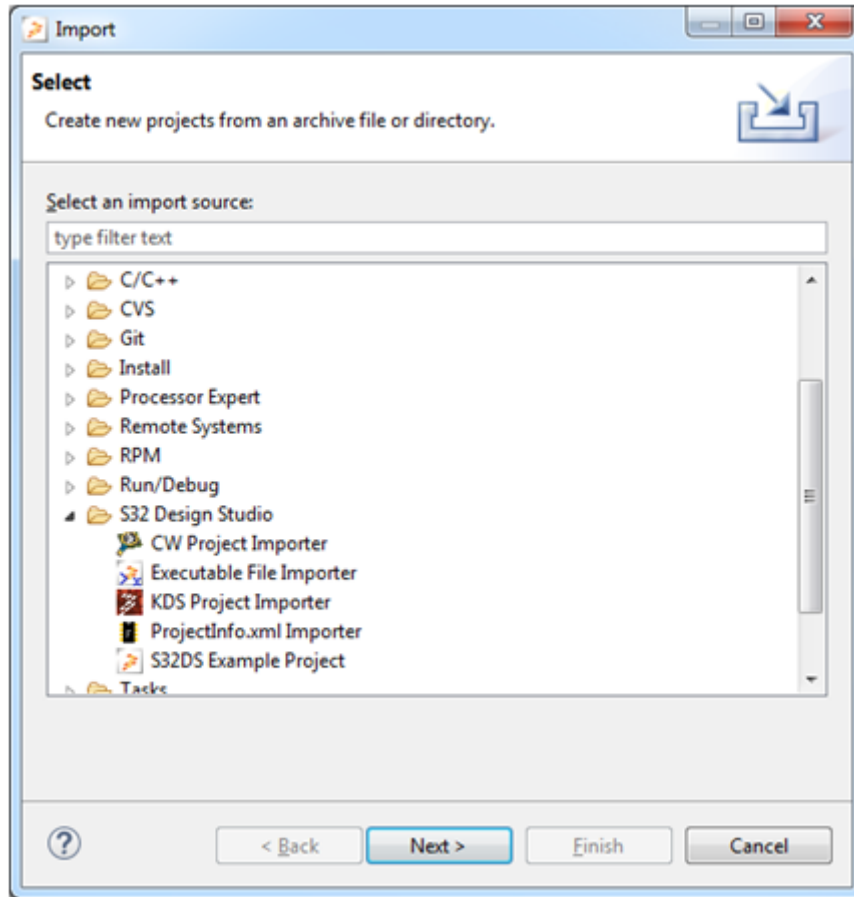 Import
Select
Create new projects from an archive file or directory.
Select an import source:
type filter text
C/C++
CVS
Git
Install
Processor Expert
Remote Systems
RPM
Run/Debug
S32 Design Studio
CW Project Importer
Executable File Importer
KDS Project Importer
ProjectInfo.xml Importer
S32DS Example Project
Tasks
< Back Next > Finish Cancel